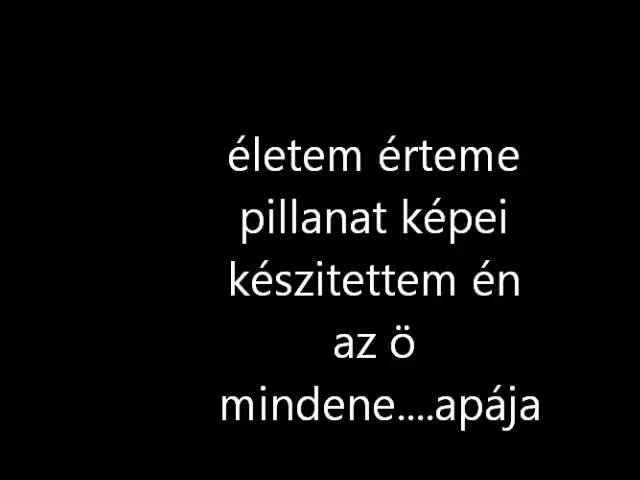 életem érteme
pillanat képei
készitettem én
az ö
mindene....apája